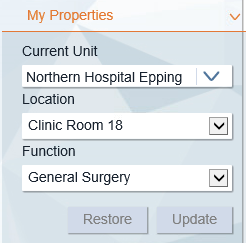 My Properties
Current Unit
Northern Hospital Epping
Location
Clinic Room 18
Function
General Surgery
Restore Update